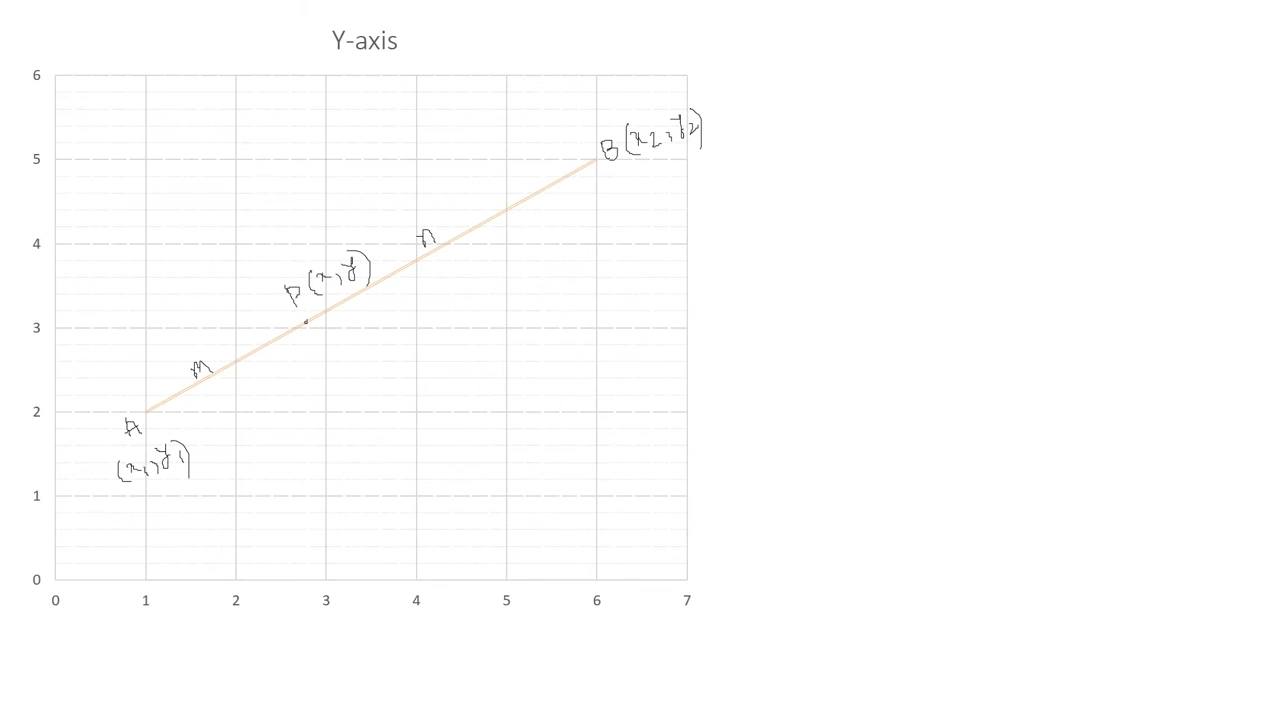 Y-axis
6
B (x2, y2)
5
4
n
P (x, y)
3
m
2
A
(x1, y1)
1
0
0 1 2 3 4 5 6 7